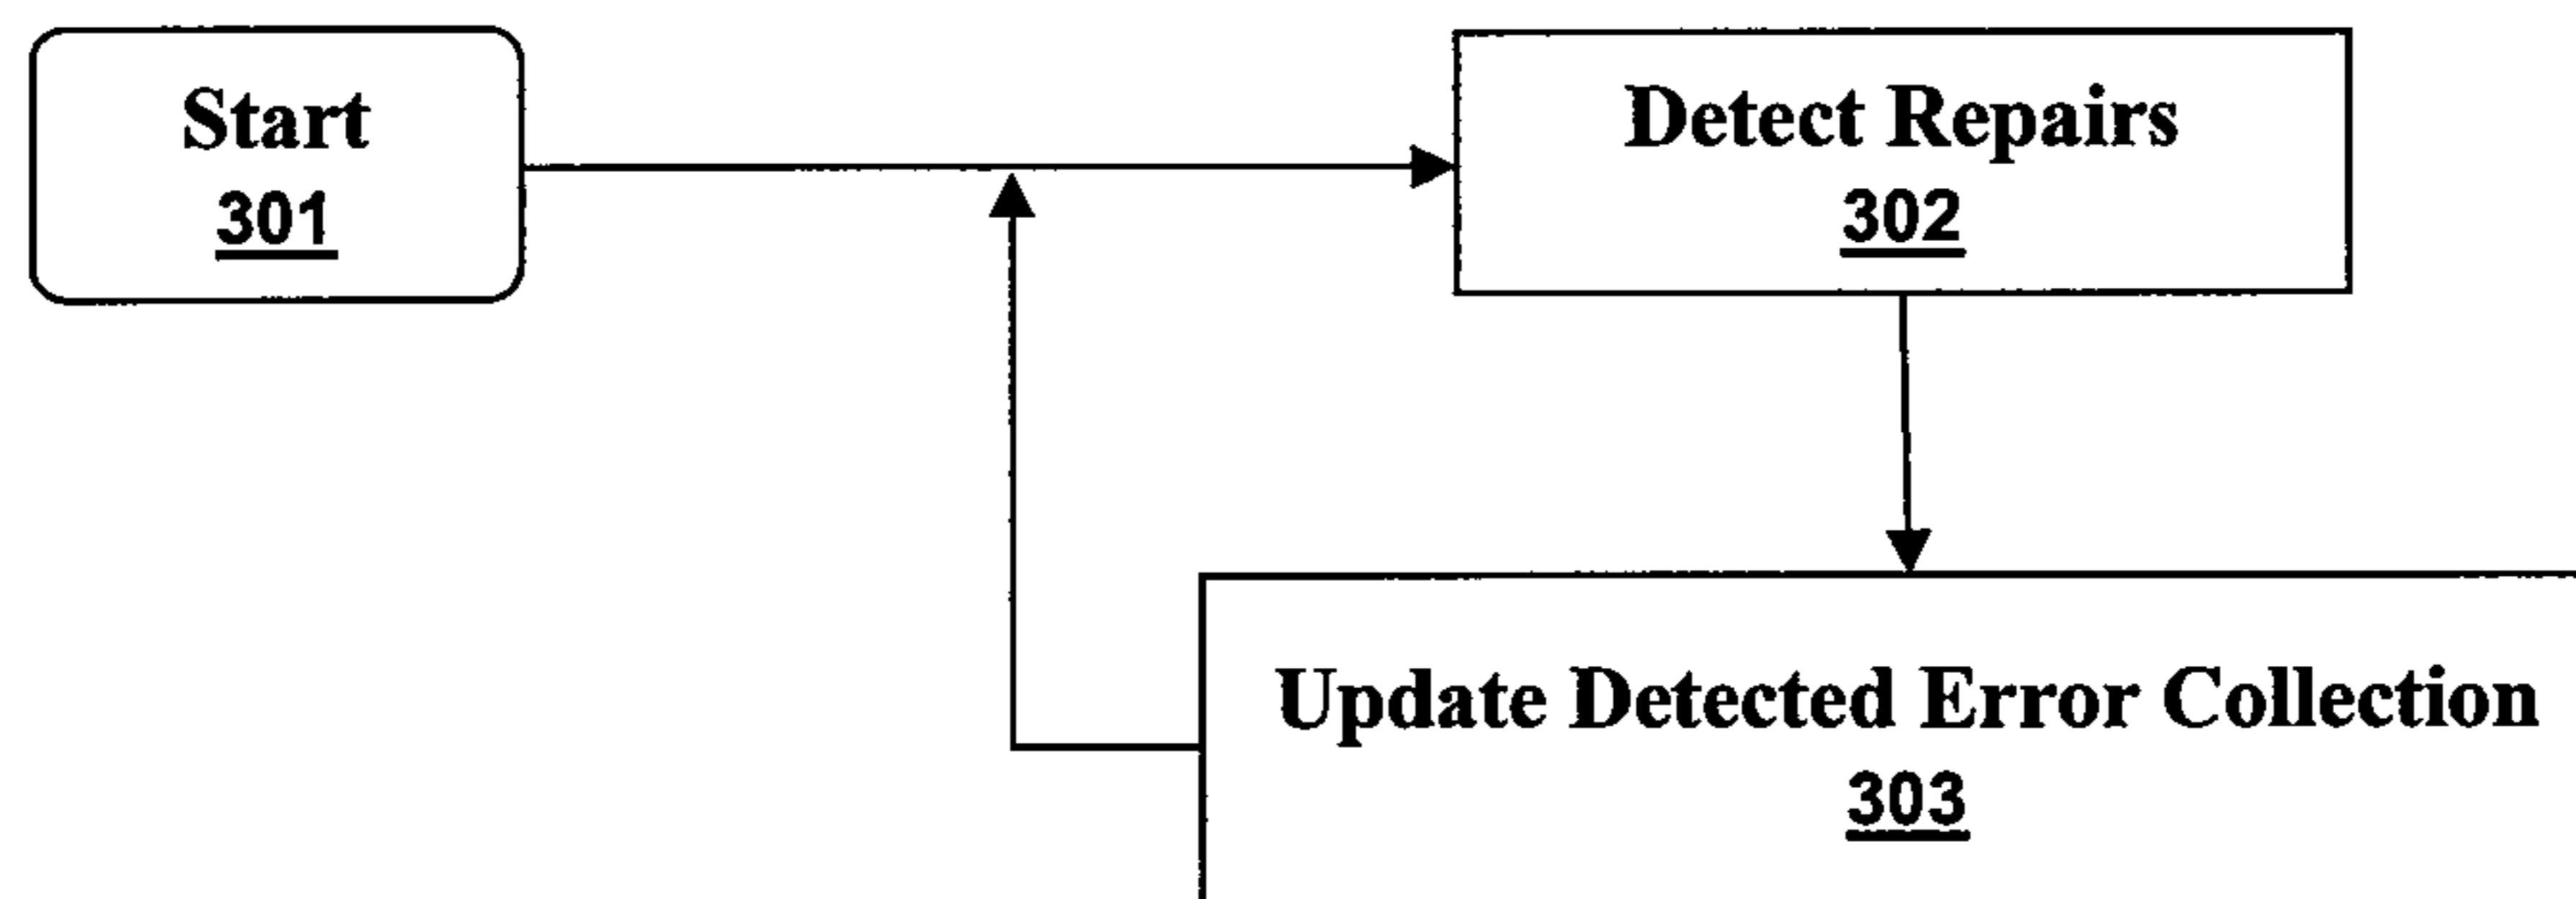 Start
301
Detect Repairs
302
Update Detected Error Collection
303